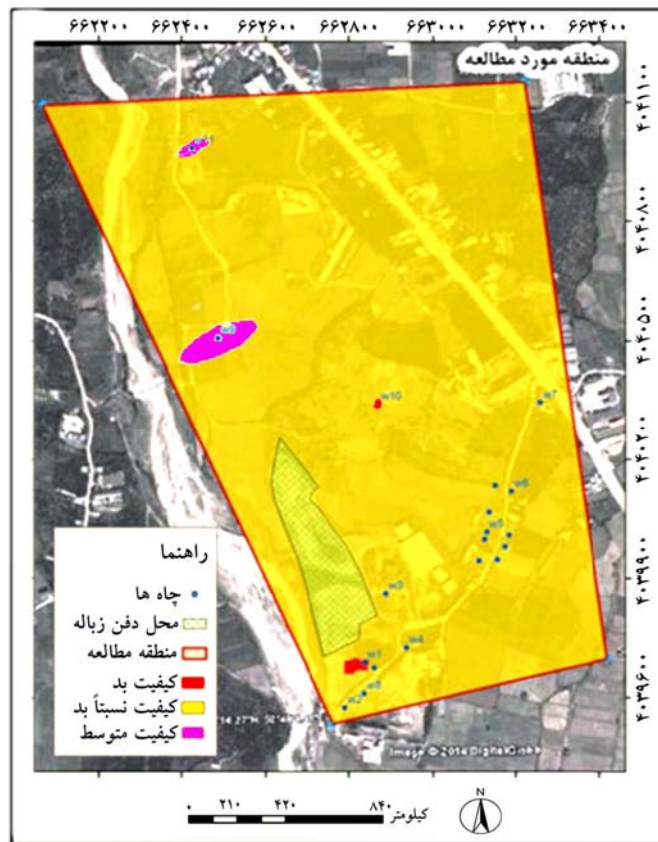 ۶۶۲۲۰۰ ۶۶۲۴۰۰ ۶۶۲۶۰۰ ۶۶۲۸۰۰ ۶۶۳۰۰۰ ۶۶۳۲۰۰ ۶۶۳۴۰۰
منطقه مورد مطالعه
۴۰۴۱۱۰۰
۴۰۴۰۸۰۰
۴۰۴۰۵۰۰
w10
w7
۴۰۴۰۲۰۰
w6
w5
۴۰۳۹۹۰۰
w3
w4
w1
۴۰۳۹۶۰۰
w2
راهنما
چاه ها
محل دفن زباله
منطقه مطالعه
کیفیت بد
کیفیت نسبتاً بد
کیفیت متوسط
Image © 2014 DigitalGlobe
۰ ۲۱۰ ۴۲۰ ۸۴۰
کیلومتر
N